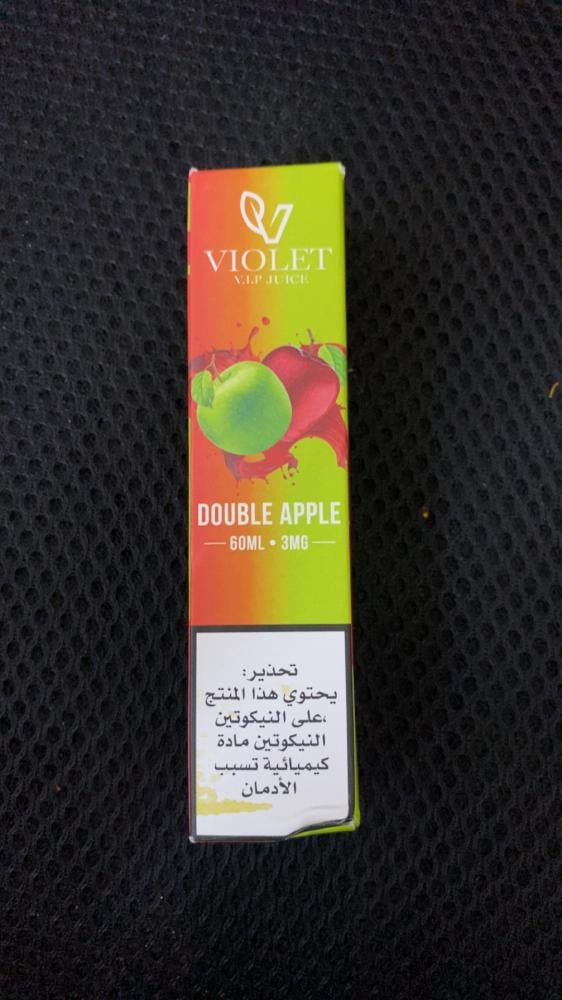 VIOLET
V.I.P JUICE
DOUBLE APPLE
60ML • 3MG
تحذير:
يحتوي هذا المنتج
،على النيكوتين
النيكوتين مادة
كيميائية تسبب
الأدمان